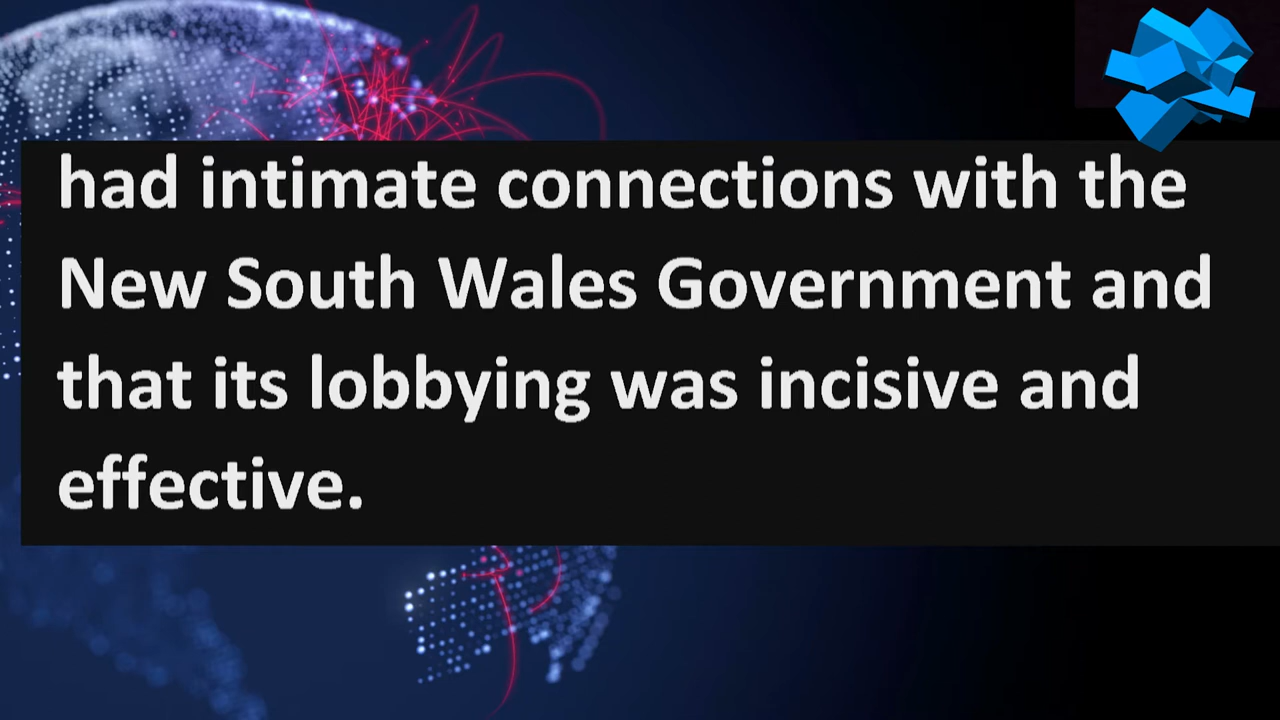 had intimate connections with the
New South Wales Government and
that its lobbying was incisive and
effective.